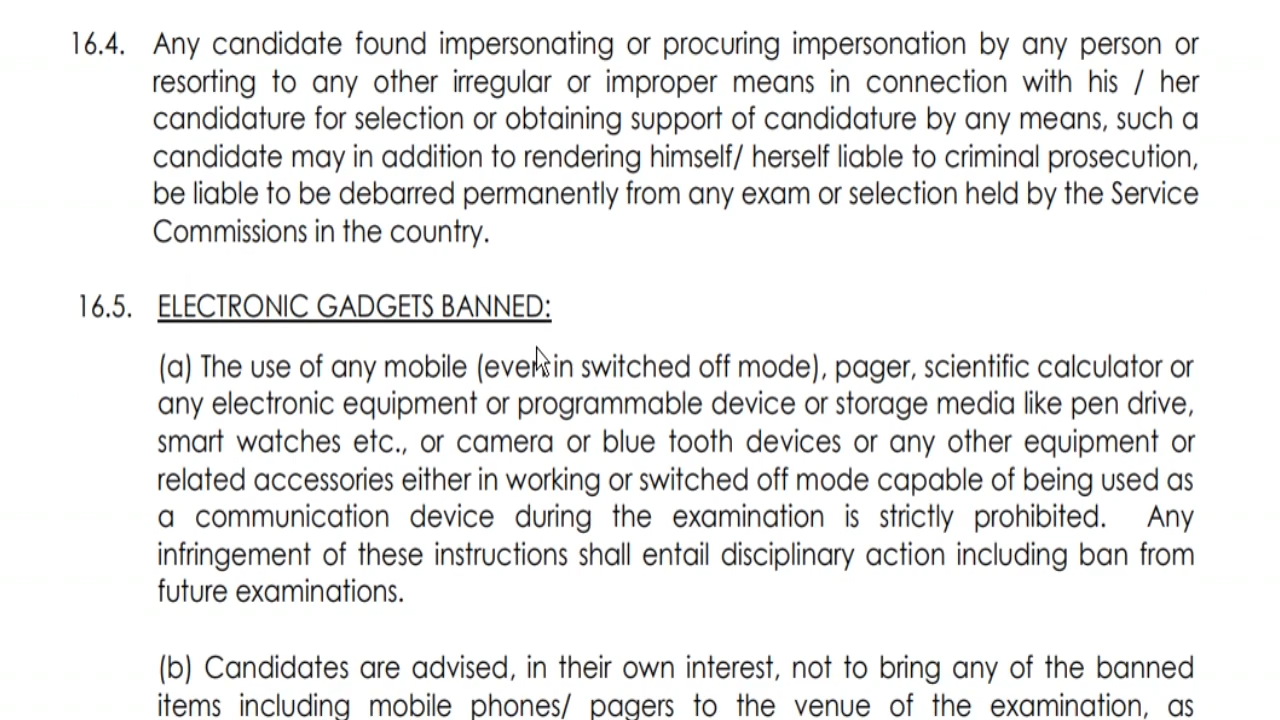 16.4. Any candidate found impersonating or procuring impersonation by any person or
resorting to any other irregular or improper means in connection with his / her
candidature for selection or obtaining support of candidature by any means, such a
candidate may in addition to rendering himself/ herself liable to criminal prosecution,
be liable to be debarred permanently from any exam or selection held by the Service
Commissions in the country.
16.5. ELECTRONIC GADGETS BANNED:
(a) The use of any mobile (even in switched off mode), pager, scientific calculator or
any electronic equipment or programmable device or storage media like pen drive,
smart watches etc., or camera or blue tooth devices or any other equipment or
related accessories either in working or switched off mode capable of being used as
a communication device during the examination is strictly prohibited. Any
infringement of these instructions shall entail disciplinary action including ban from
future examinations.
(b) Candidates are advised, in their own interest, not to bring any of the banned
items including mobile phones/ pagers to the venue of the examination, as